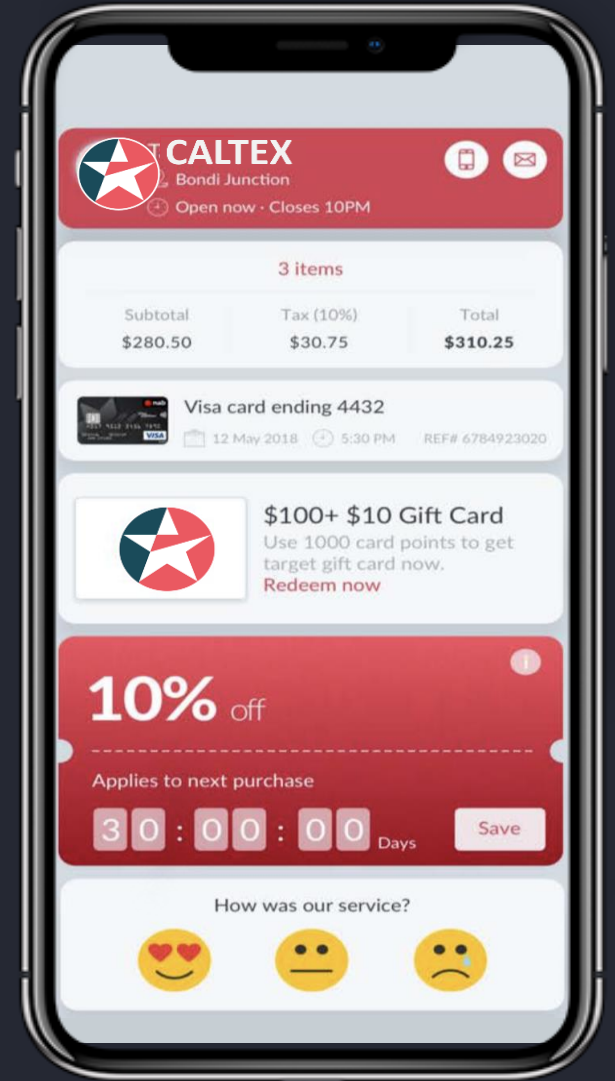 CALTEX
Bondi Junction
Open now · Closes 10PM
3 items
Subtotal Tax (10%) Total
$280.50 $30.75 $310.25
Visa card ending 4432
nab
VISA
12 May 2018 5:30 PM REF# 6784923020
$100+ $10 Gift Card
Use 1000 card points to get
target gift card now.
Redeem now
i
10% off
Applies to next purchase
30:00:00 Days Save
How was our service?